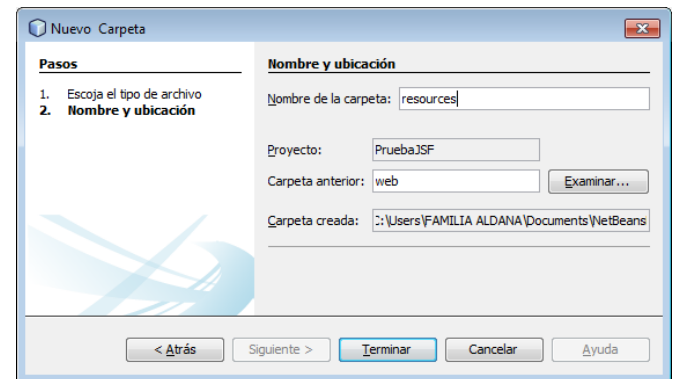 Nuevo Carpeta
Pasos
1. Escoja el tipo de archivo
2. Nombre y ubicación
Nombre y ubicación
Nombre de la carpeta: resources
Proyecto: PruebaJSF
Carpeta anterior: web Examinar...
Carpeta creada: :\Users\FAMILIA ALDANA\Documents\NetBeans
< Atrás Siguiente > Terminar Cancelar Ayuda